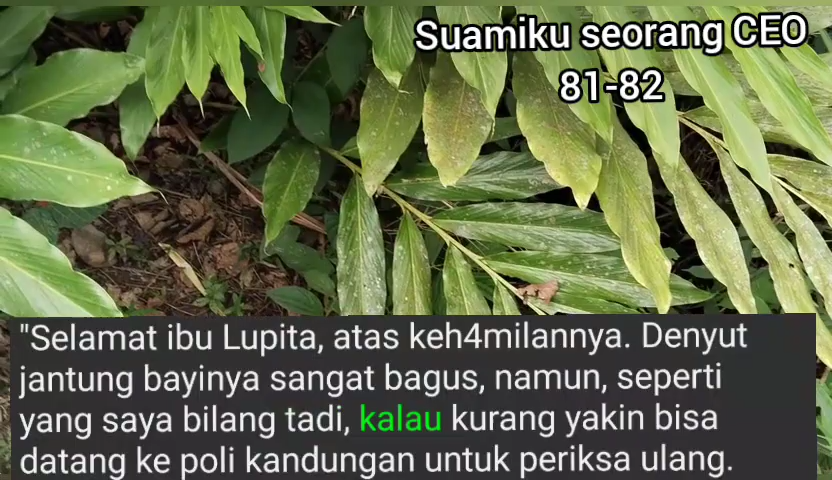 Suamiku seorang CEO
81-82
"Selamat ibu Lupita, atas keh4milannya. Denyut
jantung bayinya sangat bagus, namun, seperti
yang saya bilang tadi, kalau kurang yakin bisa
datang ke poli kandungan untuk periksa ulang.